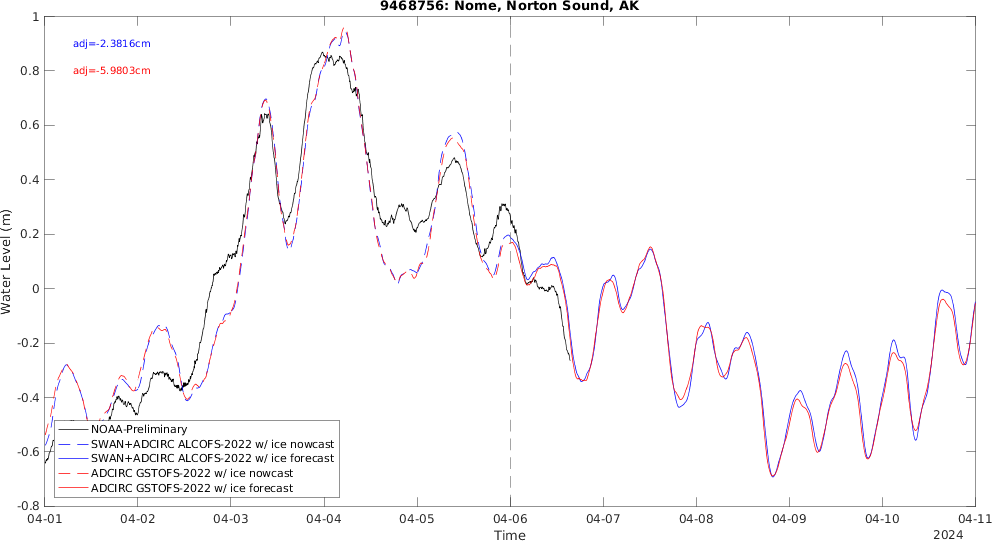 9468756: Nome, Norton Sound, AK
adj=-2.3816cm
adj=-5.9803cm
Water Level (m)
1
0.8
0.6
0.4
0.2
0
-0.2
-0.4
-0.6
-0.8
NOAA-Preliminary
SWAN+ADCIRC ALCOFS-2022 w/ ice nowcast
SWAN+ADCIRC ALCOFS-2022 w/ ice forecast
ADCIRC GSTOFS-2022 w/ ice nowcast
ADCIRC GSTOFS-2022 w/ ice forecast
04-01 04-02 04-03 04-04 04-05 04-06 04-07 04-08 04-09 04-10 04-11
Time
2024